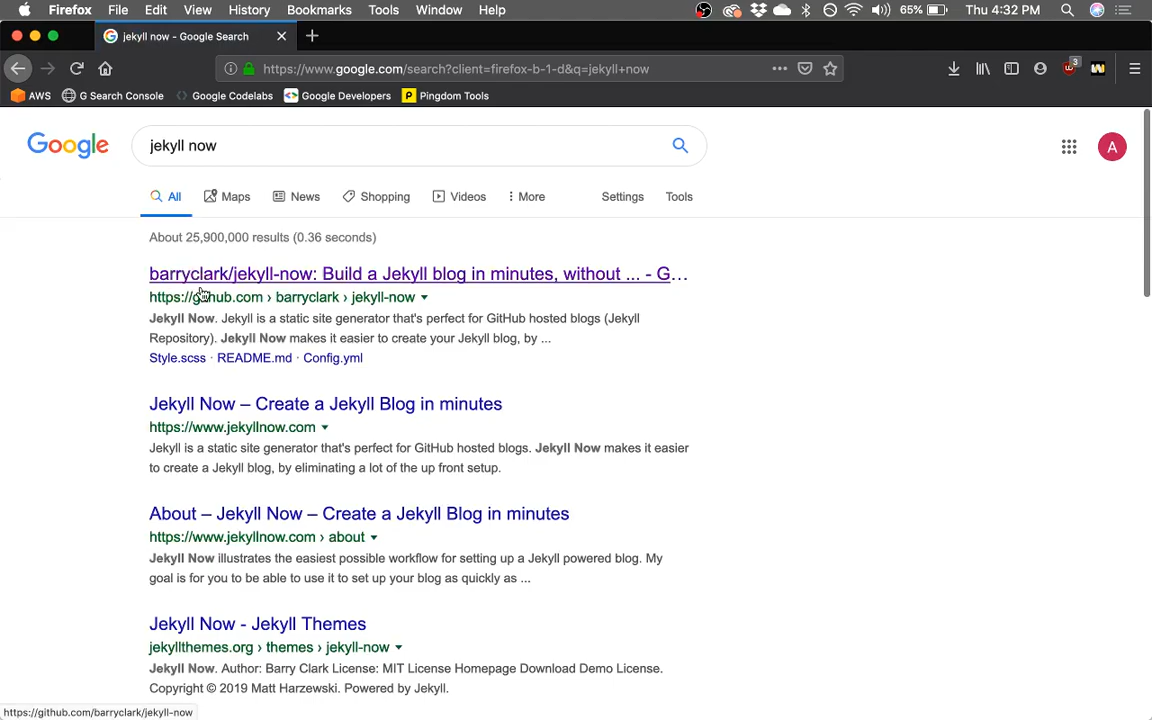 Firefox File Edit View History Bookmarks Tools Window Help 65% Thu 4:32 PM
jekyll now - Google Search
https://www.google.com/search?client=firefox-b-1-d&q=jekyll+now 3
AWS G Search Console Google Codelabs Google Developers P Pingdom Tools
Google jekyll now A
All Maps News Shopping Videos More Settings Tools
About 25,900,000 results (0.36 seconds)
barryclark/jekyll-now: Build a Jekyll blog in minutes, without ... - G...
https://github.com › barryclark › jekyll-now
Jekyll Now. Jekyll is a static site generator that's perfect for GitHub hosted blogs (Jekyll
Repository). Jekyll Now makes it easier to create your Jekyll blog, by ...
Style.scss · README.md · Config.yml
Jekyll Now – Create a Jekyll Blog in minutes
https://www.jekyllnow.com
Jekyll is a static site generator that's perfect for GitHub hosted blogs. Jekyll Now makes it easier
to create a Jekyll blog, by eliminating a lot of the up front setup.
About – Jekyll Now – Create a Jekyll Blog in minutes
https://www.jekyllnow.com › about
Jekyll Now illustrates the easiest possible workflow for setting up a Jekyll powered blog. My
goal is for you to be able to use it to set up your blog as quickly as ...
Jekyll Now - Jekyll Themes
jekyllthemes.org › themes › jekyll-now
Jekyll Now. Author: Barry Clark License: MIT License Homepage Download Demo License.
Copyright © 2019 Matt Harzewski. Powered by Jekyll.
https://github.com/barryclark/jekyll-now